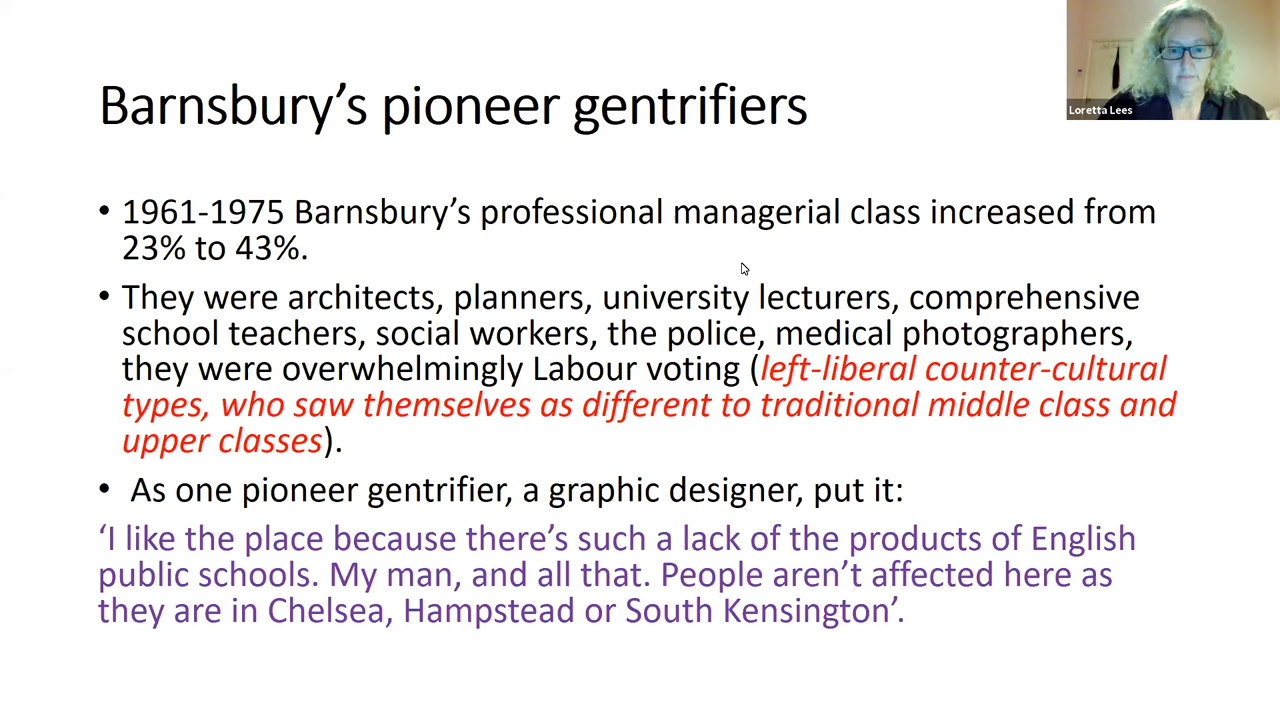 Barnsbury’s pioneer gentrifiers
Loretta Lees
• 1961-1975 Barnsbury’s professional managerial class increased from
23% to 43%.
• They were architects, planners, university lecturers, comprehensive
school teachers, social workers, the police, medical photographers,
they were overwhelmingly Labour voting (left-liberal counter-cultural
types, who saw themselves as different to traditional middle class and
upper classes).
• As one pioneer gentrifier, a graphic designer, put it:
‘I like the place because there’s such a lack of the products of English
public schools. My man, and all that. People aren’t affected here as
they are in Chelsea, Hampstead or South Kensington’.